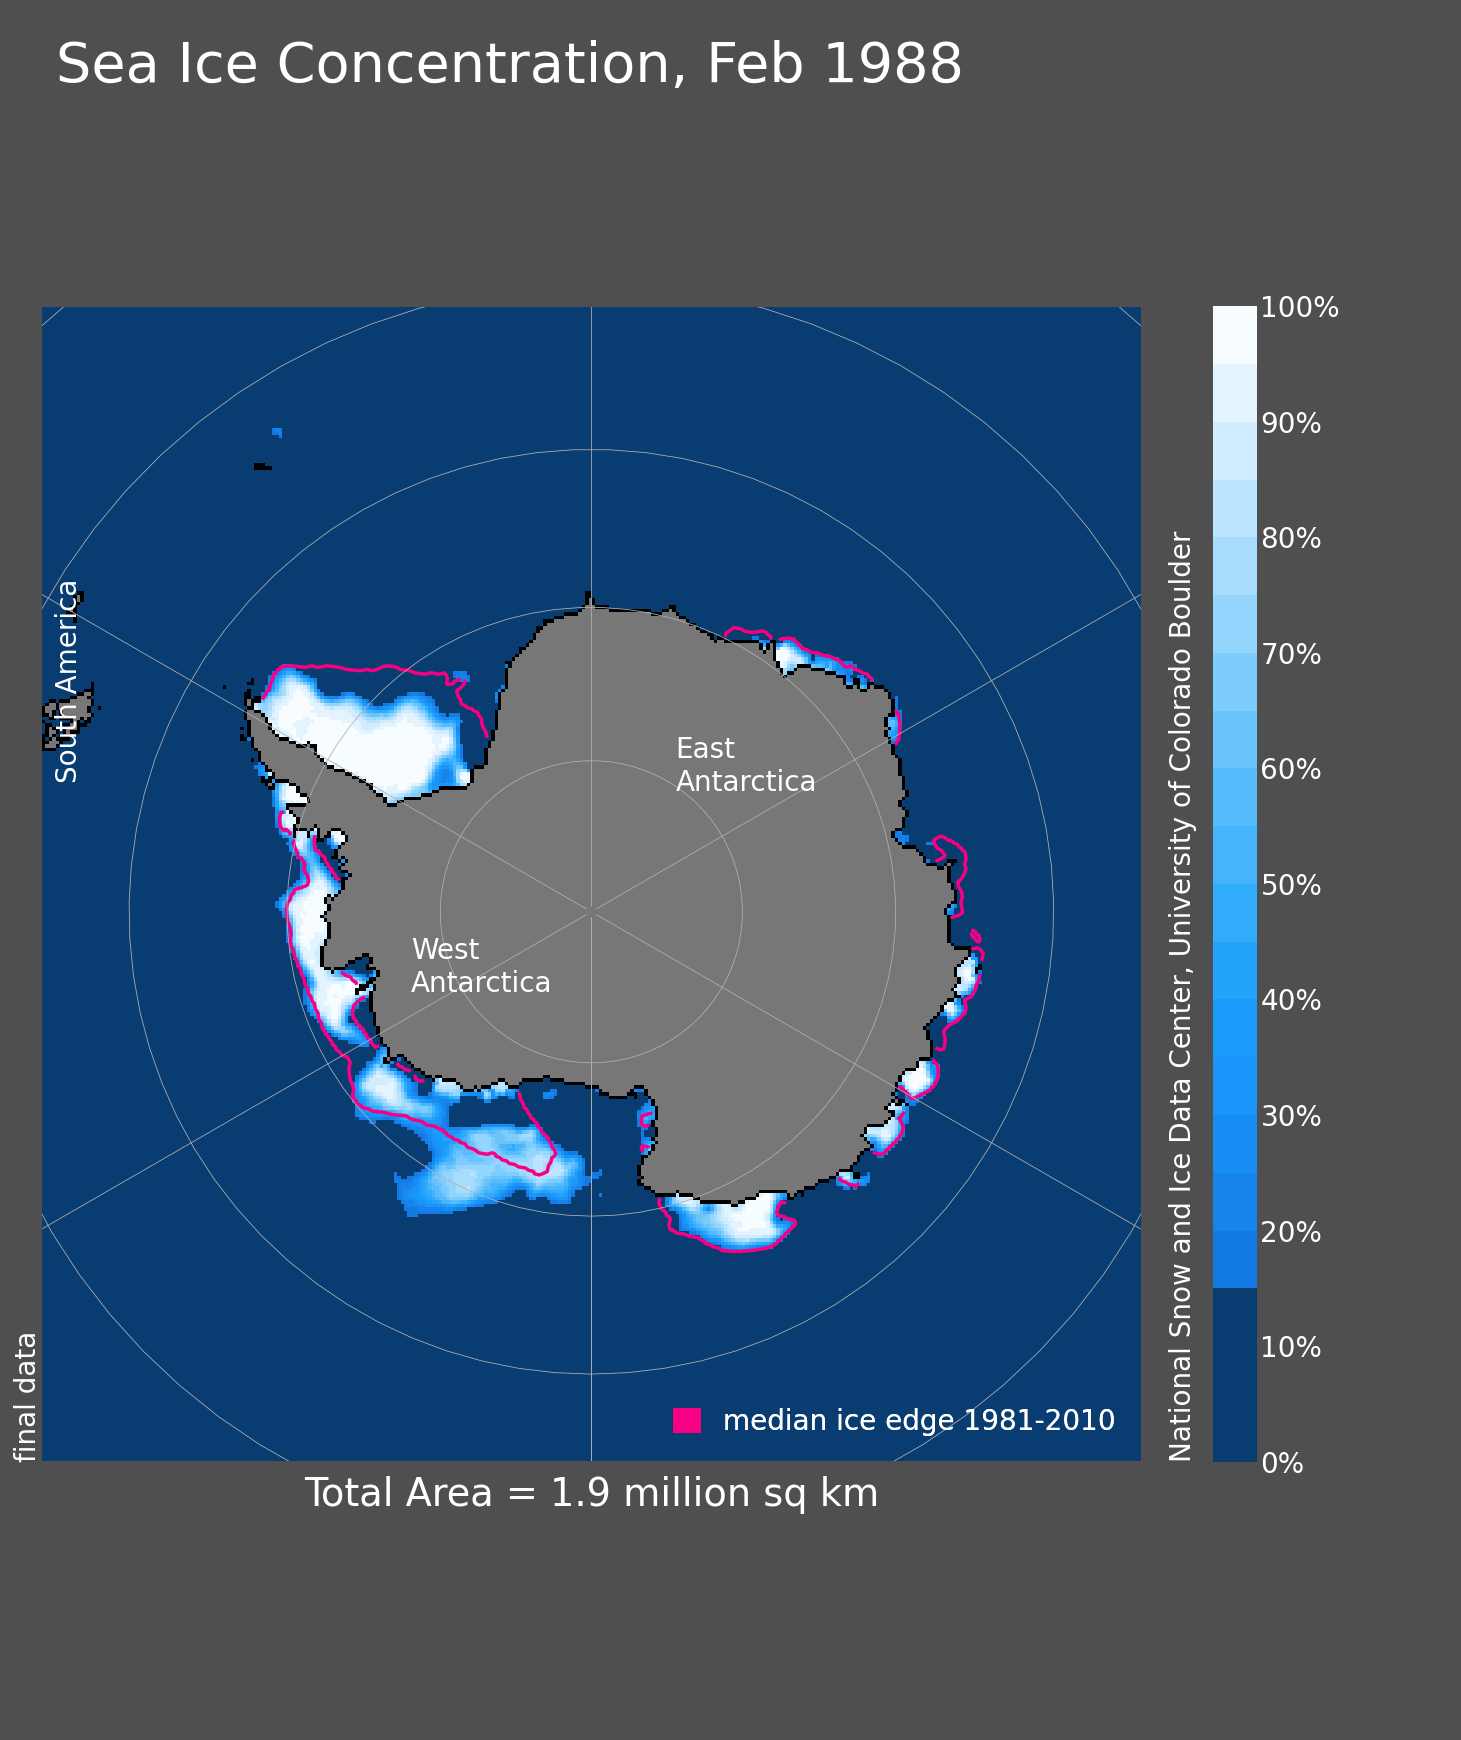 Sea Ice Concentration, Feb 1988
South America
East
Antarctica
West
Antarctica
median ice edge 1981-2010
final data
Total Area = 1.9 million sq km
National Snow and Ice Data Center, University of Colorado Boulder
100%
90%
80%
70%
60%
50%
40%
30%
20%
10%
0%